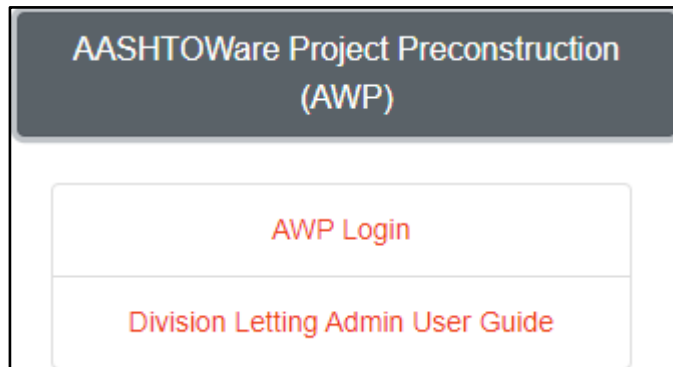 AASHTOWare Project Preconstruction
(AWP)
AWP Login
Division Letting Admin User Guide